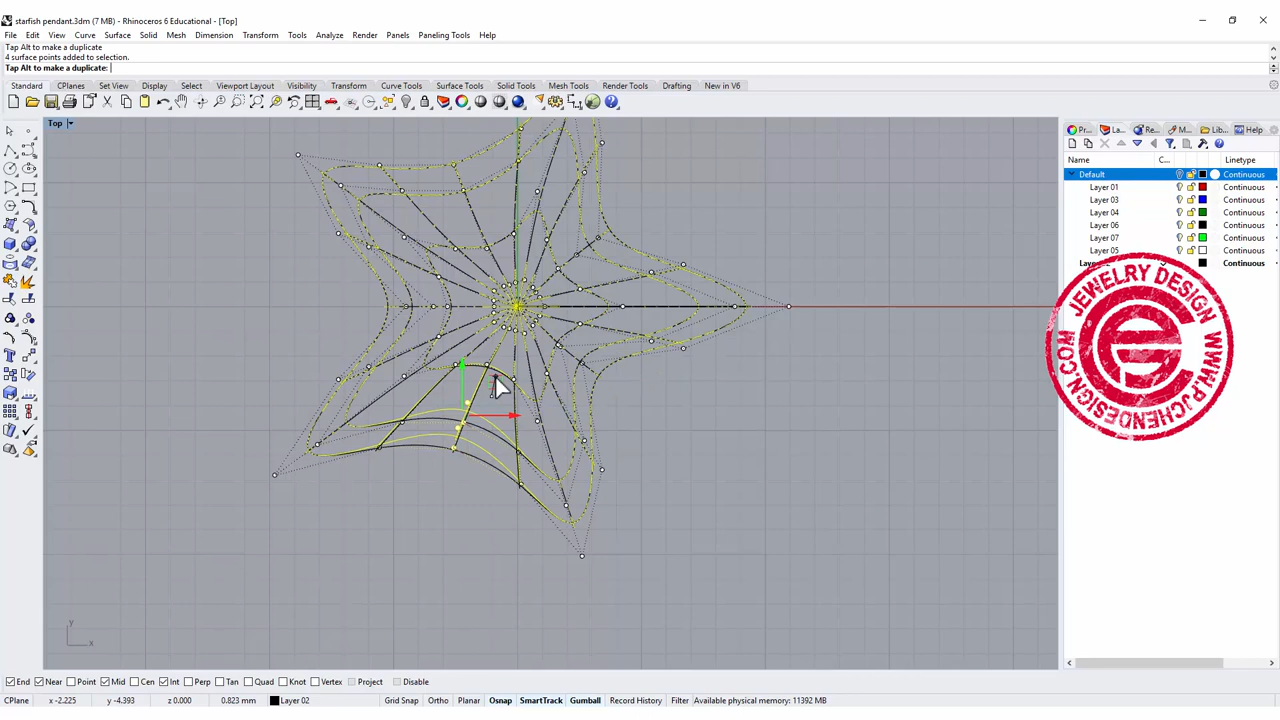 starfish pendant.3dm (7 MB) - Rhinoceros 6 Educational - [Top]
File Edit View Curve Surface Solid Mesh Dimension Transform Tools Analyze Render Panels Paneling Tools Help
Tap Alt to make a duplicate
4 surface points added to selection.
Tap Alt to make a duplicate:
Standard CPlanes Set View Display Select Viewport Layout Visibility Transform Curve Tools Surface Tools Solid Tools Mesh Tools Render Tools Drafting New in V6
Top
Pr... La... Re... M... Lib... Help
Name C... Linetype
Default Continuous
Layer 01 Continuous
Layer 03 Continuous
Layer 04 Continuous
Layer 06 Continuous
Layer 07 Continuous
Layer 05 Continuous
Continuous
JEWELRY DESIGN
WWW.PJCHENDESIGN.COM
y
x
End Near Point Mid Cen Int Perp Tan Quad Knot Vertex Project Disable
CPlane x -2.225 y -4.393 z 0.000 0.823 mm Layer 02 Grid Snap Ortho Planar Osnap SmartTrack Gumball Record History Filter Available physical memory: 11392 MB